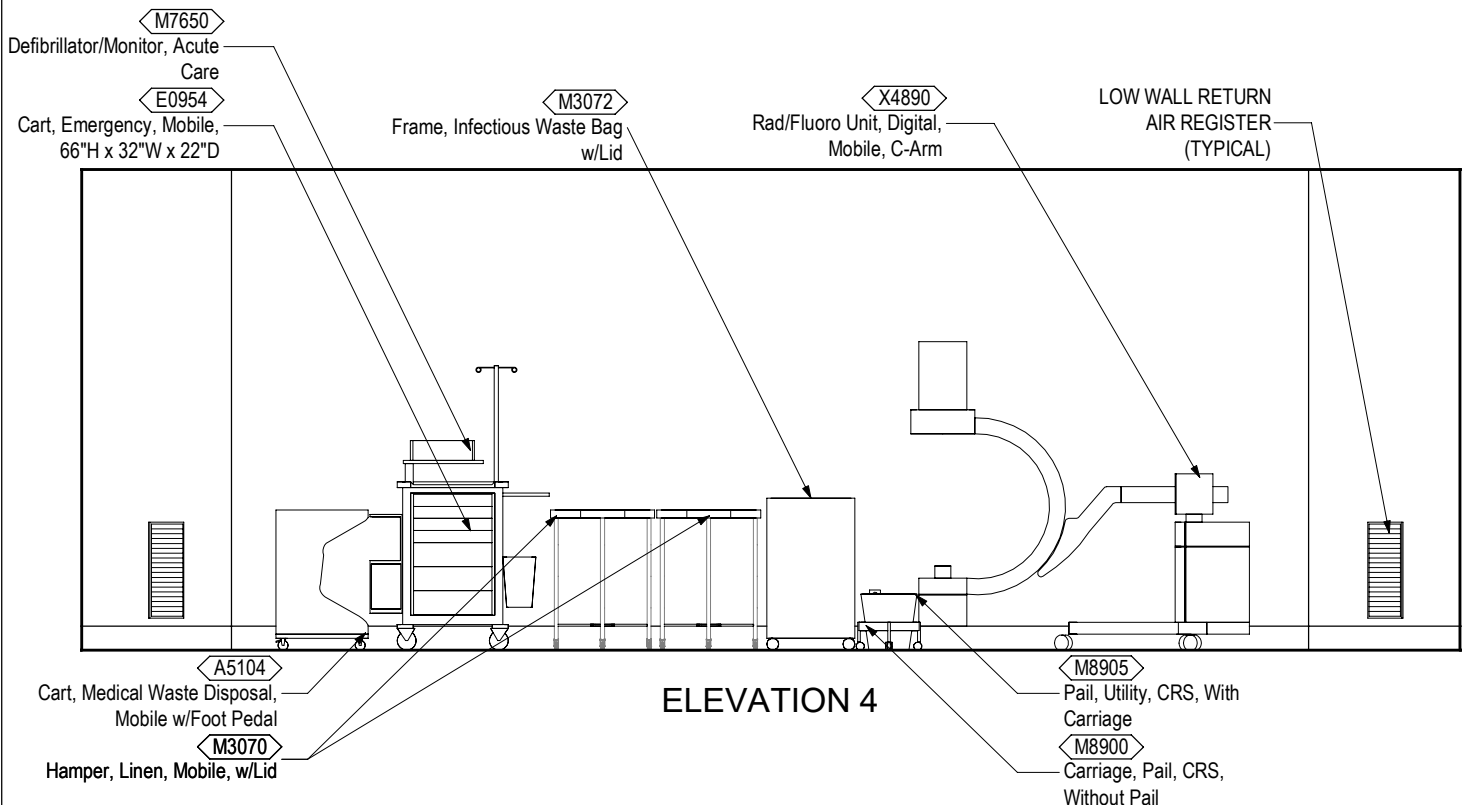 M7650
Defibrillator/Monitor, Acute
Care
E0954
Cart, Emergency, Mobile,
66"H x 32"W x 22"D
M3072
Frame, Infectious Waste Bag
w/Lid
X4890
Rad/Fluoro Unit, Digital,
Mobile, C-Arm
LOW WALL RETURN
AIR REGISTER
(TYPICAL)
A5104
Cart, Medical Waste Disposal,
Mobile w/Foot Pedal
M3070
Hamper, Linen, Mobile, w/Lid
ELEVATION 4
M8905
Pail, Utility, CRS, With
Carriage
M8900
Carriage, Pail, CRS,
Without Pail